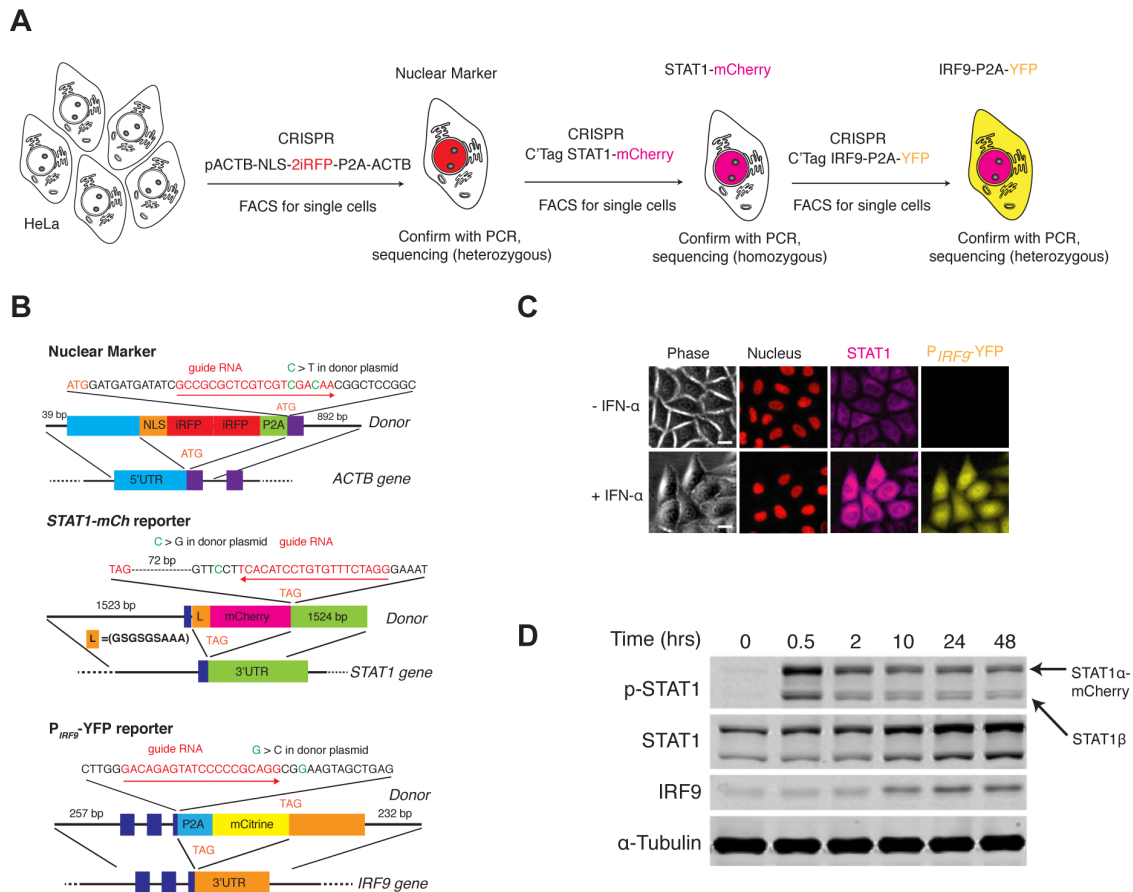 A
Nuclear Marker
STAT1-mCherry
IRF9-P2A-YFP
HeLa
CRISPR
pACTB-NLS-2iRFP-P2A-ACTB
FACS for single cells
CRISPR
C'Tag STAT1-mCherry
FACS for single cells
CRISPR
C'Tag IRF9-P2A-YFP
FACS for single cells
Confirm with PCR,
sequencing (heterozygous)
Confirm with PCR,
sequencing (homozygous)
Confirm with PCR,
sequencing (heterozygous)
B
Nuclear Marker
guide RNA C > T in donor plasmid
ATGGATGATGATATCGCCGCGCTCGTCGTCGACAACGGCTCCGGC
39 bp ATG 892 bp
NLS iRFP iRFP P2A Donor
ATG
5'UTR ACTB gene
STAT1-mCh reporter
C > G in donor plasmid guide RNA
TAG 72 bp GTTCCTTCACATCCTGTGTTTCTAGGGAAAT
1523 bp TAG
L mCherry 1524 bp Donor
L =(GSGSGSAAA) TAG
3'UTR STAT1 gene
PIRF9-YFP reporter
guide RNA G > C in donor plasmid
CTTGGGACAGAGTATCCCCCGCAGGCGGAAGTAGCTGAG
Donor
257 bp TAG 232 bp
P2A mCitrine
TAG
3'UTR IRF9 gene
C
Phase Nucleus STAT1 PIRF9-YFP
- IFN-α
+ IFN-α
D
Time (hrs) 0 0.5 2 10 24 48
p-STAT1
STAT1α-
mCherry
STAT1β
STAT1
IRF9
α-Tubulin